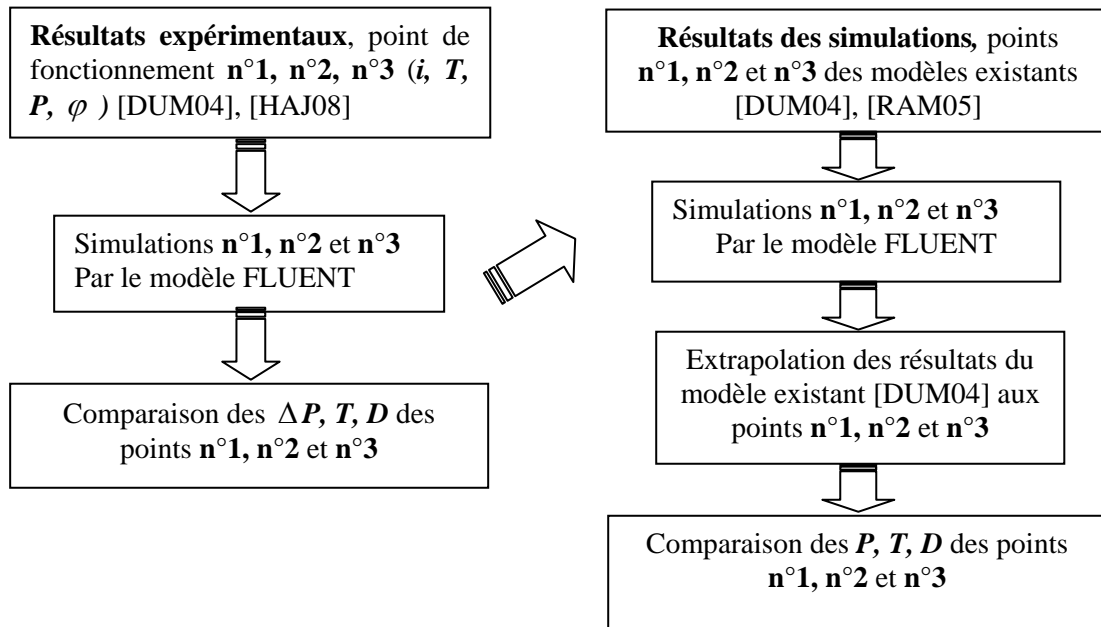 Résultats expérimentaux, point de
fonctionnement n°1, n°2, n°3 (i, T,
P, φ ) [DUM04], [HAJ08]
Simulations n°1, n°2 et n°3
Par le modèle FLUENT
Comparaison des ΔP, T, D des
points n°1, n°2 et n°3
Résultats des simulations, points
n°1, n°2 et n°3 des modèles existants
[DUM04], [RAM05]
Simulations n°1, n°2 et n°3
Par le modèle FLUENT
Extrapolation des résultats du
modèle existant [DUM04] aux
points n°1, n°2 et n°3
Comparaison des P, T, D des points
n°1, n°2 et n°3